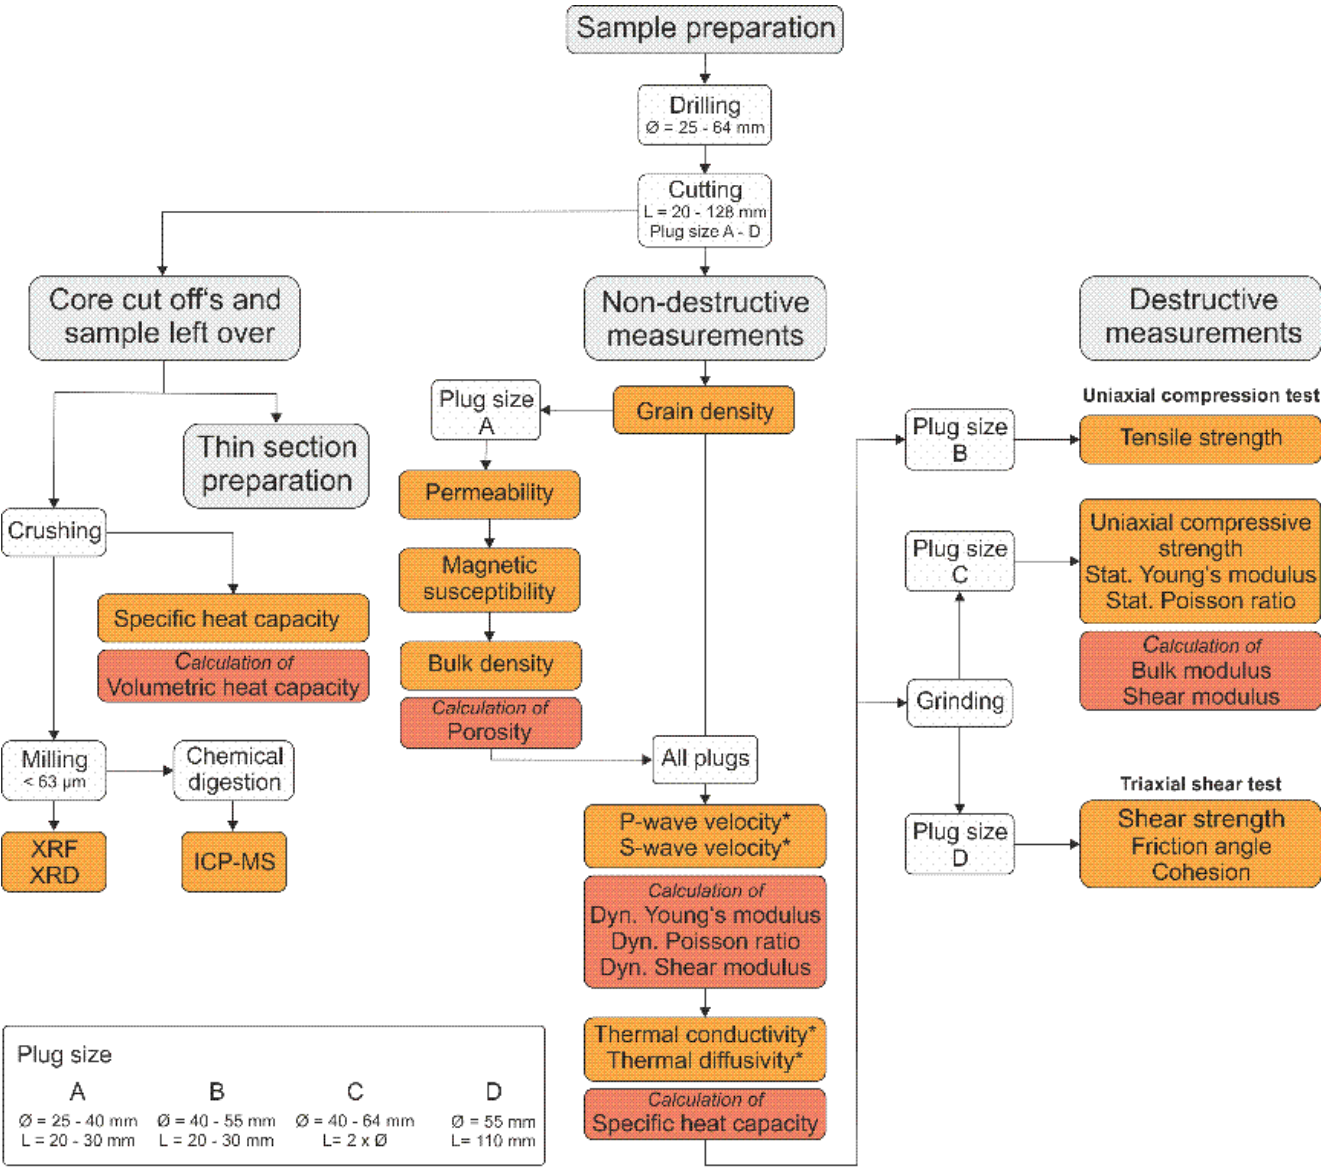 Sample preparation
Drilling
Ø = 25 - 64 mm
Cutting
L = 20 - 128 mm
Plug size A - D
Core cut off's and
sample left over
Non-destructive
measurements
Destructive
measurements
Thin section
preparation
Crushing
Specific heat capacity
Calculation of
Volumetric heat capacity
Milling
< 63 µm
Chemical
digestion
XRF
XRD
ICP-MS
Grain density
Plug size
A
Permeability
Magnetic
susceptibility
Bulk density
Calculation of
Porosity
All plugs
P-wave velocity*
S-wave velocity*
Calculation of
Dyn. Young's modulus
Dyn. Poisson ratio
Dyn. Shear modulus
Thermal conductivity*
Thermal diffusivity*
Calculation of
Specific heat capacity
Uniaxial compression test
Plug size
B
Tensile strength
Plug size
C
Uniaxial compressive
strength
Stat. Young's modulus
Stat. Poisson ratio
Calculation of
Bulk modulus
Shear modulus
Grinding
Triaxial shear test
Plug size
D
Shear strength
Friction angle
Cohesion
Plug size
A
Ø = 25 - 40 mm
L = 20 - 30 mm
B
Ø = 40 - 55 mm
L = 20 - 30 mm
C
Ø = 40 - 64 mm
L= 2 x Ø
D
Ø = 55 mm
L= 110 mm